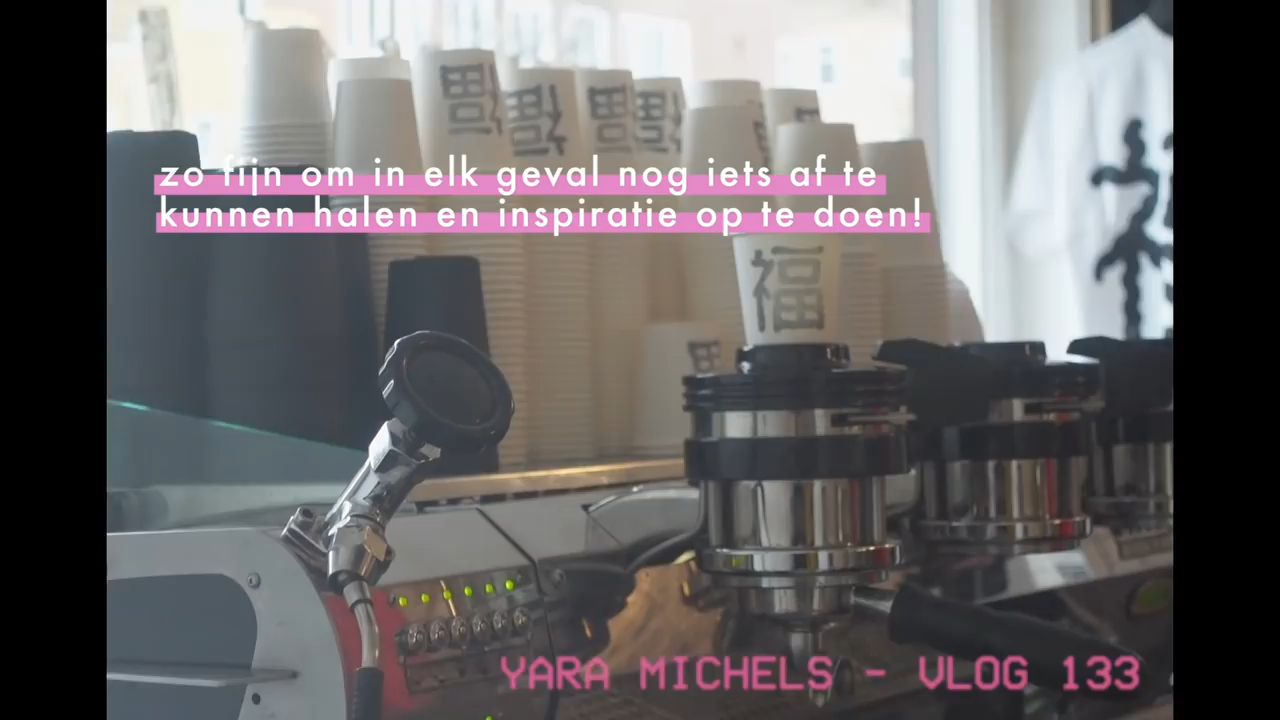 zo fijn om in elk geval nog iets af te
kunnen halen en inspiratie op te doen!
福
YARA MICHELS - VLOG 133